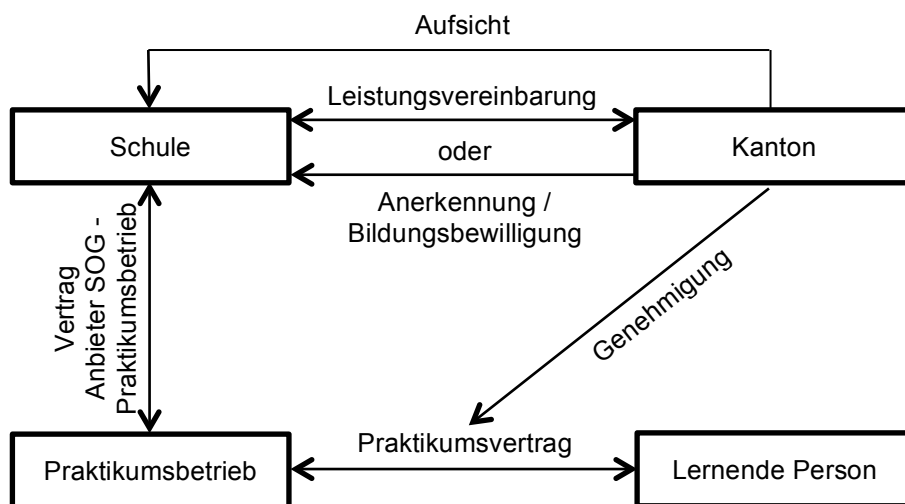 Aufsicht
Leistungsvereinbarung
Schule
oder
Kanton
Anerkennung /
Bildungsbewilligung
Vertrag
Anbieter SOG -
Praktikumsbetrieb
Genehmigung
Praktikumsvertrag
Praktikumsbetrieb
Lernende Person